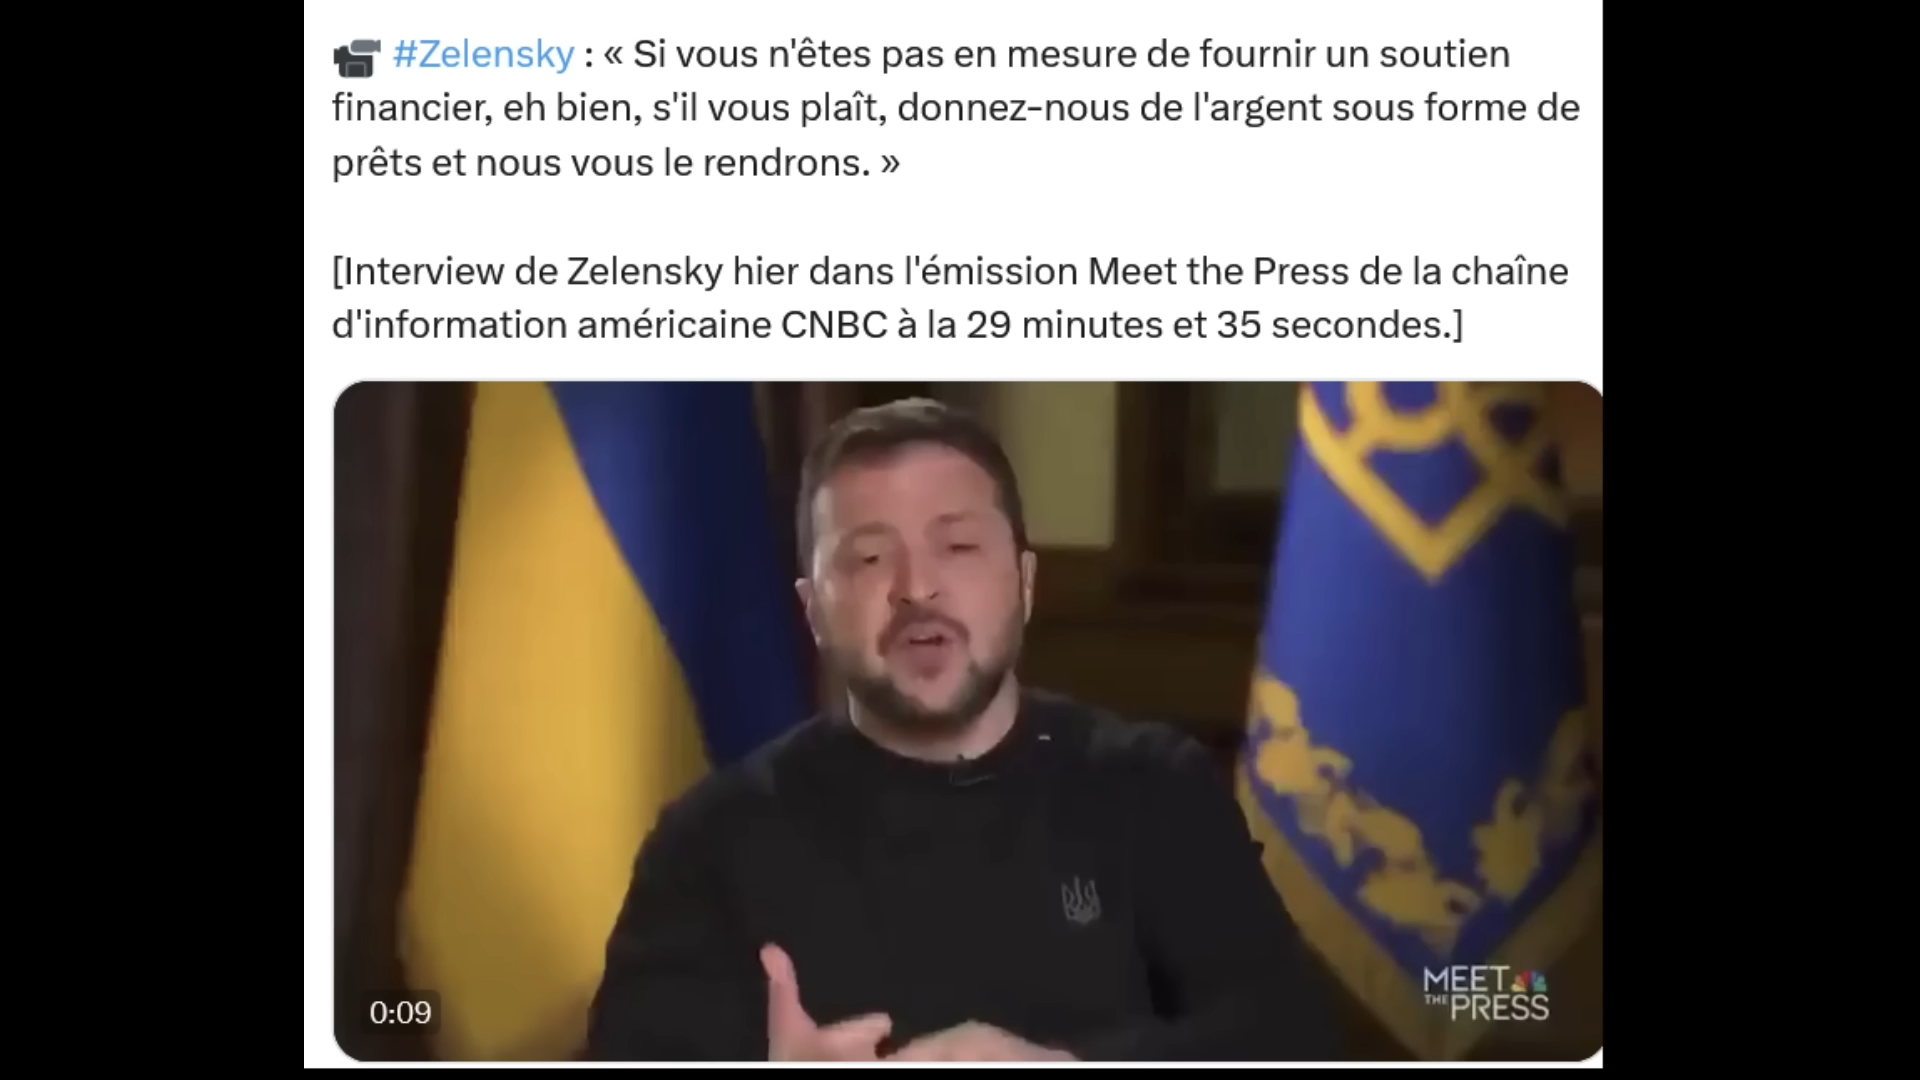 #Zelensky : « Si vous n'êtes pas en mesure de fournir un soutien
financier, eh bien, s'il vous plaît, donnez-nous de l'argent sous forme de
prêts et nous vous le rendrons. »
[Interview de Zelensky hier dans l'émission Meet the Press de la chaîne
d'information américaine CNBC à la 29 minutes et 35 secondes.]
MEET
THE PRESS
0:09